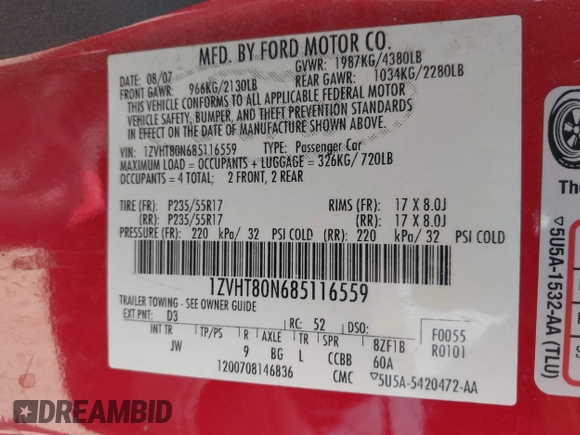 MFD. BY FORD MOTOR CO.
DATE: 08/07 GVWR: 1987KG/4380LB
FRONT GAWR: 966KG/2130LB REAR GAWR: 1034KG/2280LB
THIS VEHICLE CONFORMS TO ALL APPLICABLE FEDERAL MOTOR
VEHICLE SAFETY, BUMPER, AND THEFT PREVENTION STANDARDS
IN EFFECT ON THE DATE OF MANUFACTURE SHOWN ABOVE.
VIN: 1ZVHT80N685116559 TYPE: Passenger Car
MAXIMUM LOAD = OCCUPANTS + LUGGAGE = 326KG/720LB
OCCUPANTS = 4 TOTAL; 2 FRONT, 2 REAR
TIRE (FR): P235/55R17 RIMS (FR): 17 X 8.0J
(RR): P235/55R17 (RR): 17 X 8.0J
PRESSURE (FR): 220 kPa/ 32 PSI COLD (RR): 220 kPa/ 32 PSI COLD
1ZVHT80N685116559
TRAILER TOWING - SEE OWNER GUIDE
EXT PNT: D3 RC: 52 DSO:
INT TR TP/PS R AXLE TR SPR 8ZF1B F0055
JW 9 BG L CCBB 60A R0101
1200708146836 CMC ▽5U5A-5420472-AA
The
▽5U5A-1532-AA (TLU)
DREAMBID